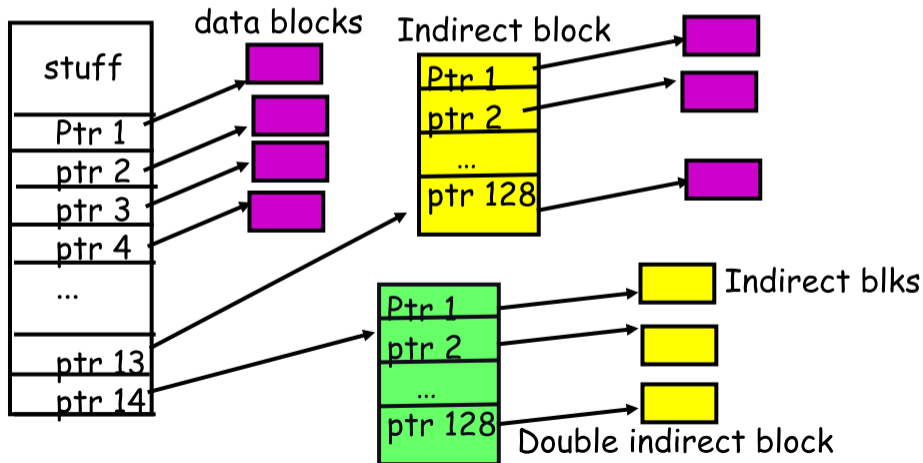 stuff
Ptr 1
ptr 2
ptr 3
ptr 4
...
ptr 13
ptr 14
data blocks
Indirect block
Ptr 1
ptr 2
...
ptr 128
Ptr 1
ptr 2
...
ptr 128
Indirect blks
Double indirect block